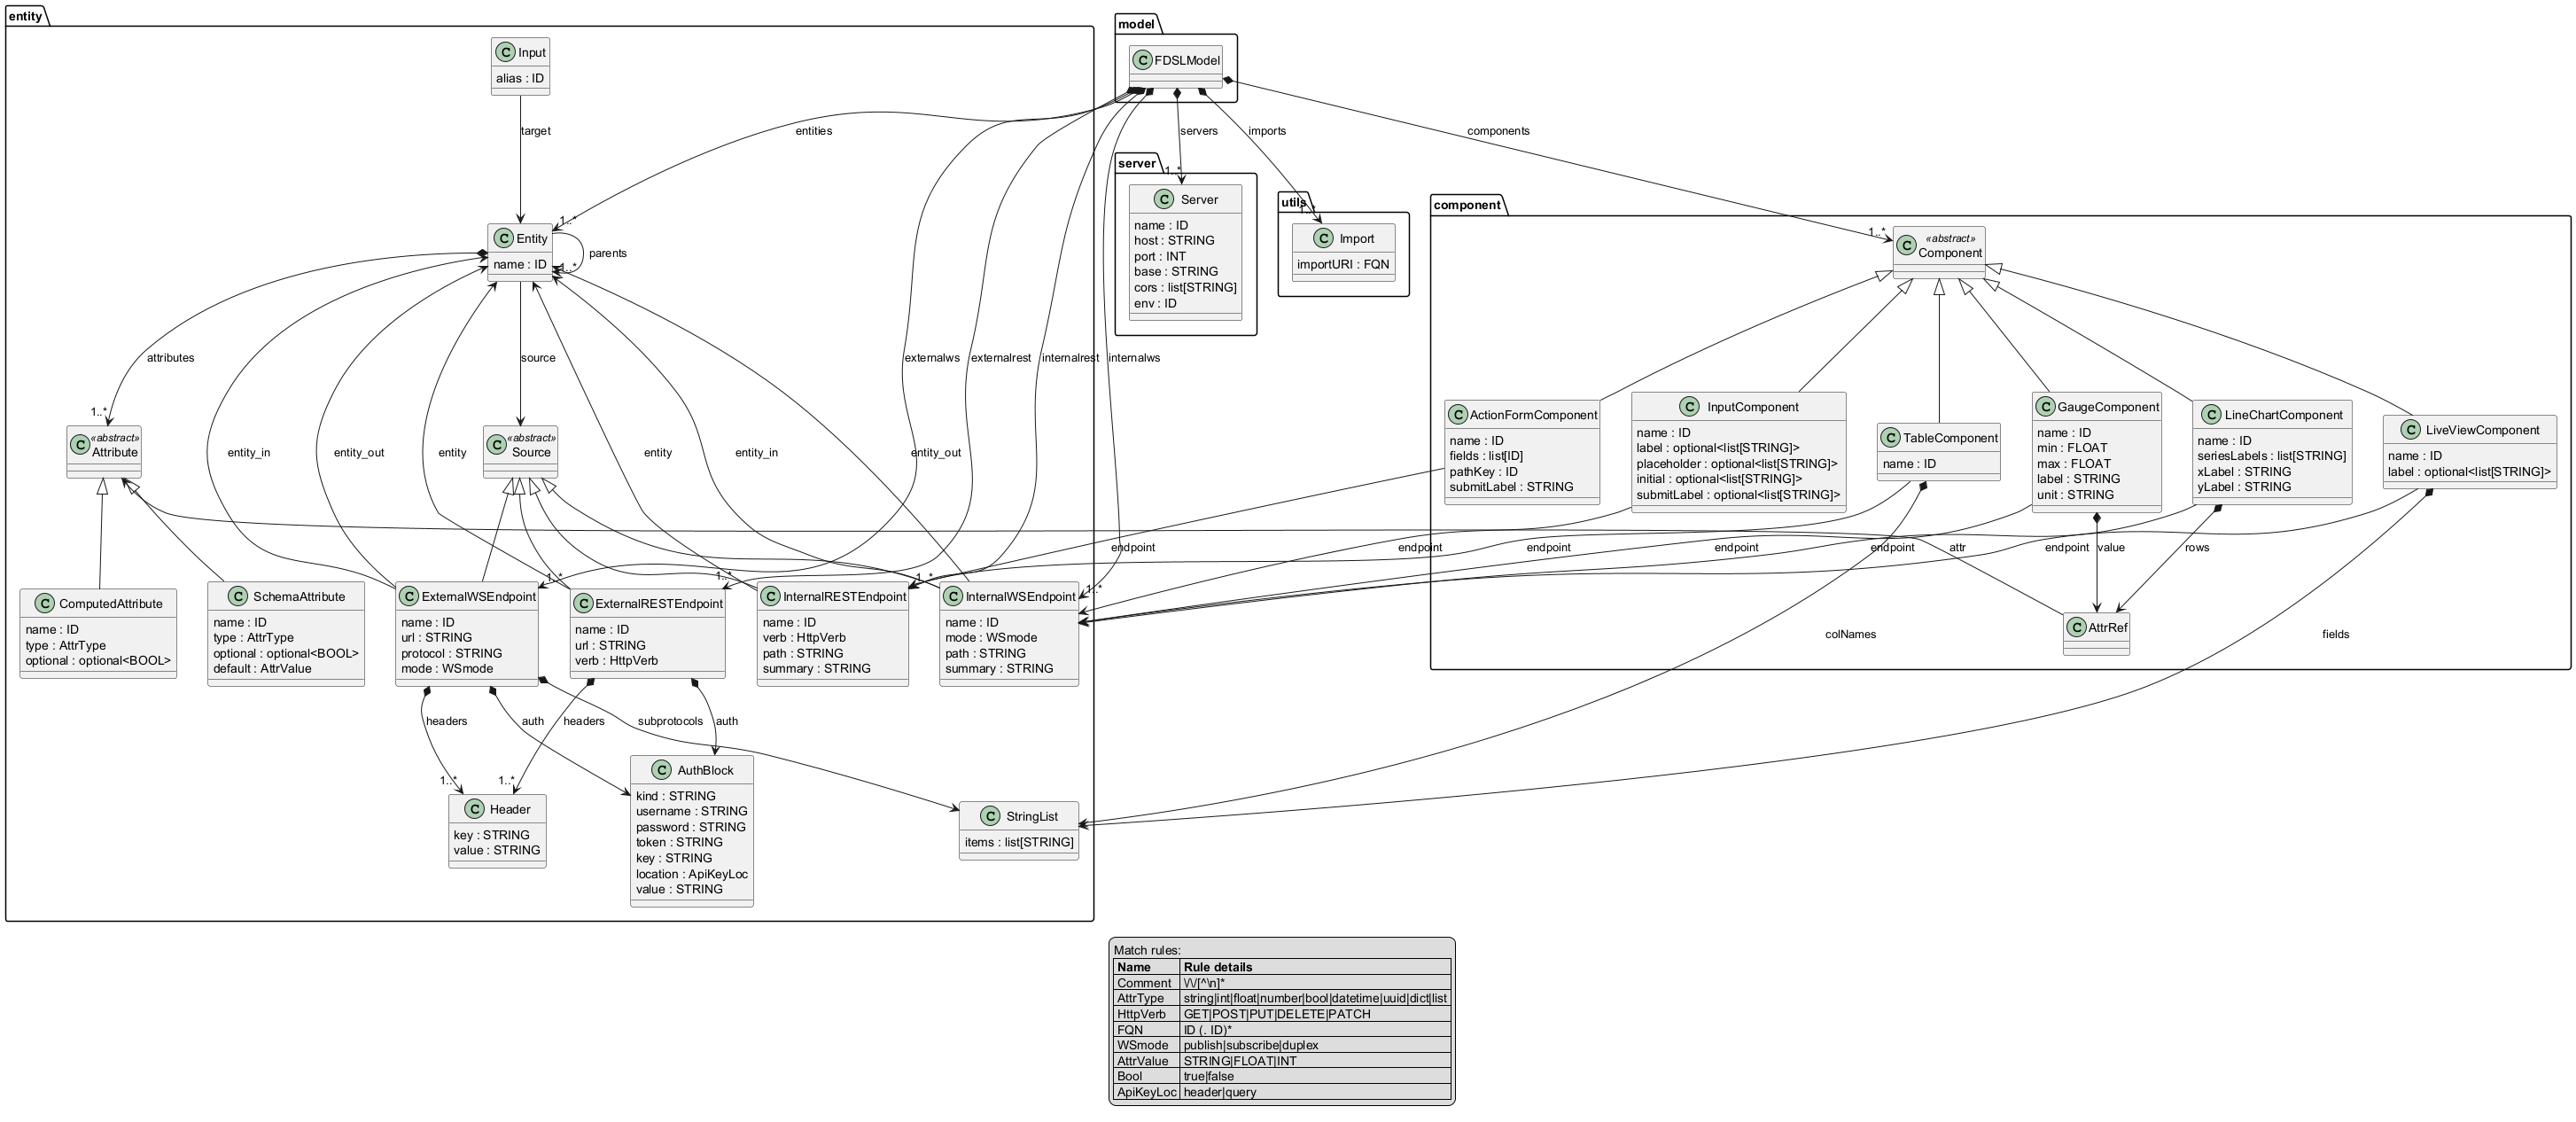 entity
Input
alias : ID
target
model
FDSLModel
entities
servers
imports
components
server
1..*
Server
name : ID
host : STRING
port : INT
base : STRING
cors : list[STRING]
env : ID
utils
1..*
Import
importURI : FQN
component
1..*
«abstract»
Component
1..*
Entity
name : ID
parents
1..*
attributes
source
externalws
externalrest
internalrest
internalws
1..*
«abstract»
Attribute
entity_in
entity_out
entity
«abstract»
Source
entity
entity_in
entity_out
ActionFormComponent
name : ID
fields : list[ID]
pathKey : ID
submitLabel : STRING
InputComponent
name : ID
label : optional<list[STRING]>
placeholder : optional<list[STRING]>
initial : optional<list[STRING]>
submitLabel : optional<list[STRING]>
TableComponent
name : ID
GaugeComponent
name : ID
min : FLOAT
max : FLOAT
label : STRING
unit : STRING
LineChartComponent
name : ID
seriesLabels : list[STRING]
xLabel : STRING
yLabel : STRING
LiveViewComponent
name : ID
label : optional<list[STRING]>
endpoint
endpoint
endpoint
endpoint
endpoint
attr
endpoint
value
rows
ComputedAttribute
name : ID
type : AttrType
optional : optional<BOOL>
SchemaAttribute
name : ID
type : AttrType
optional : optional<BOOL>
default : AttrValue
1..*
ExternalWSEndpoint
name : ID
url : STRING
protocol : STRING
mode : WSmode
1..*
ExternalRESTEndpoint
name : ID
url : STRING
verb : HttpVerb
1..*
InternalRESTEndpoint
name : ID
verb : HttpVerb
path : STRING
summary : STRING
1..*
InternalWSEndpoint
name : ID
mode : WSmode
path : STRING
summary : STRING
AttrRef
colNames
fields
headers
auth
headers
subprotocols
auth
1..*
1..*
Header
key : STRING
value : STRING
AuthBlock
kind : STRING
username : STRING
password : STRING
token : STRING
key : STRING
location : ApiKeyLoc
value : STRING
StringList
items : list[STRING]
Match rules:
Name Rule details
Comment \/\/[^\n]*
AttrType string|int|float|number|bool|datetime|uuid|dict|list
HttpVerb GET|POST|PUT|DELETE|PATCH
FQN ID (. ID)*
WSmode publish|subscribe|duplex
AttrValue STRING|FLOAT|INT
Bool true|false
ApiKeyLoc header|query